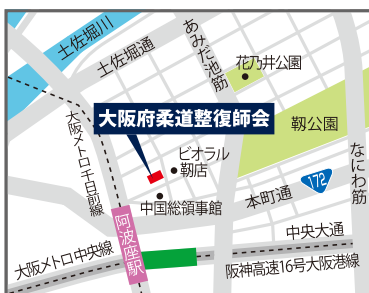 土佐堀川
土佐堀通
あみだ池筋
花乃井公園
大阪府柔道整復師会
靱公園
大阪メトロ千日前線
ビオラル
靱店
なにわ筋
172
中国総領事館
本町通
阿波座駅
中央大通
大阪メトロ中央線
阪神高速16号大阪港線